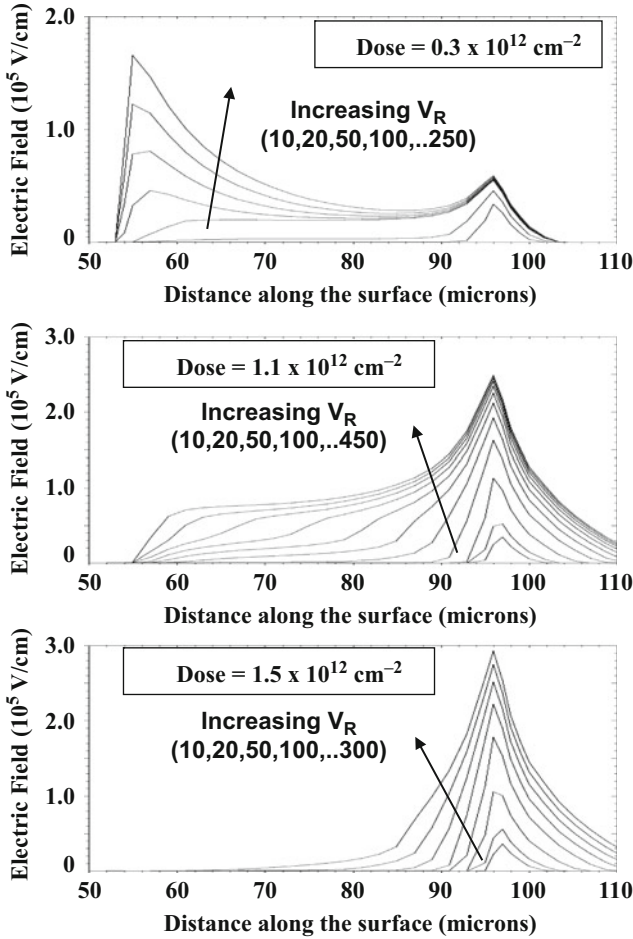 Electric Field (10⁵ V/cm)
2.0
1.0
0
Dose = 0.3 x 10¹² cm⁻²
Increasing V_R
(10,20,50,100,..250)
50 60 70 80 90 100 110
Distance along the surface (microns)
Electric Field (10⁵ V/cm)
3.0
2.0
1.0
0
Dose = 1.1 x 10¹² cm⁻²
Increasing V_R
(10,20,50,100,..450)
50 60 70 80 90 100 110
Distance along the surface (microns)
Electric Field (10⁵ V/cm)
3.0
2.0
1.0
0
Dose = 1.5 x 10¹² cm⁻²
Increasing V_R
(10,20,50,100,..300)
50 60 70 80 90 100 110
Distance along the surface (microns)